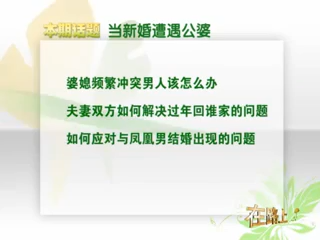 本期话题 当新婚遭遇公婆
婆媳频繁冲突男人该怎么办
夫妻双方如何解决过年回谁家的问题
如何应对与凤凰男结婚出现的问题
在路上